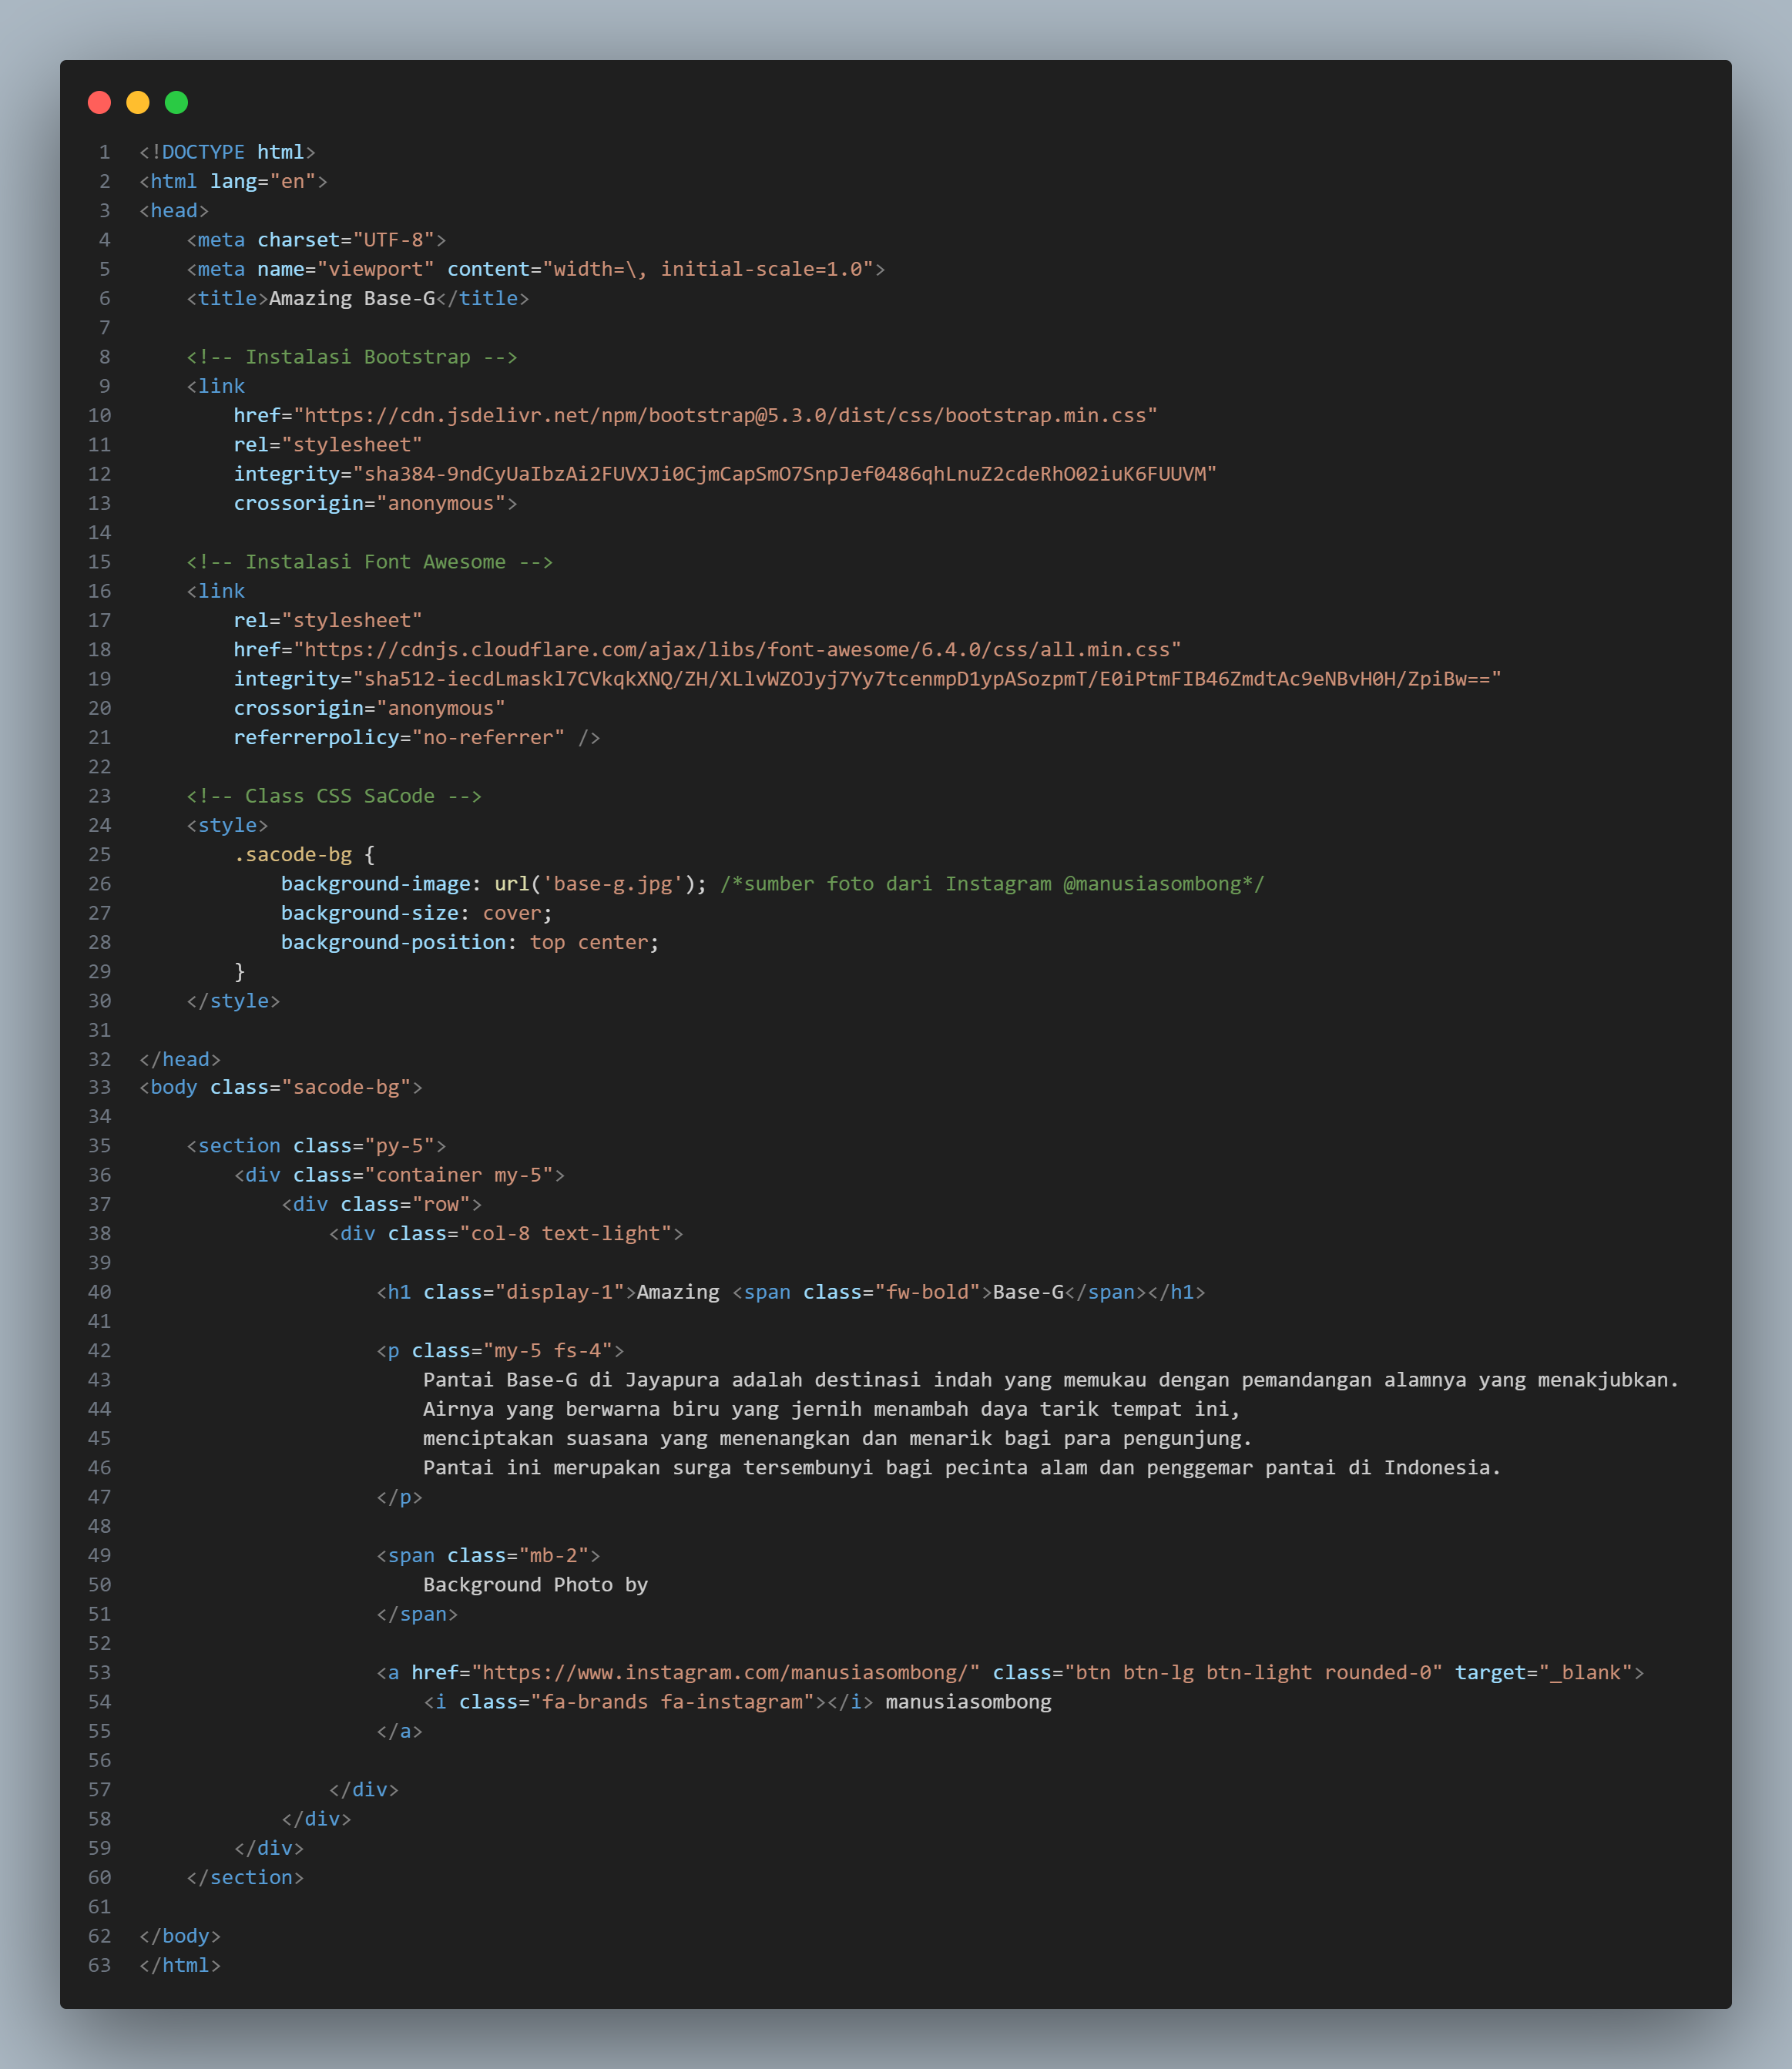 1 <!DOCTYPE html>
2 <html lang="en">
3 <head>
4     <meta charset="UTF-8">
5     <meta name="viewport" content="width=\, initial-scale=1.0">
6     <title>Amazing Base-G</title>
7
8     <!-- Instalasi Bootstrap -->
9     <link
10         href="https://cdn.jsdelivr.net/npm/bootstrap@5.3.0/dist/css/bootstrap.min.css"
11         rel="stylesheet"
12         integrity="sha384-9ndCyUaIbzAi2FUVXJi0CjmCapSmO7SnpJef0486qhLnuZ2cdeRhO02iuK6FUUVM"
13         crossorigin="anonymous">
14
15     <!-- Instalasi Font Awesome -->
16     <link
17         rel="stylesheet"
18         href="https://cdnjs.cloudflare.com/ajax/libs/font-awesome/6.4.0/css/all.min.css"
19         integrity="sha512-iecdLmaskl7CVkqkXNQ/ZH/XLlvWZOJyj7Yy7tcenmpD1ypASozpmT/E0iPtmFIB46ZmdtAc9eNBvH0H/ZpiBw=="
20         crossorigin="anonymous"
21         referrerpolicy="no-referrer" />
22
23     <!-- Class CSS SaCode -->
24     <style>
25         .sacode-bg {
26             background-image: url('base-g.jpg'); /*sumber foto dari Instagram @manusiasombong*/
27             background-size: cover;
28             background-position: top center;
29         }
30     </style>
31
32 </head>
33 <body class="sacode-bg">
34
35     <section class="py-5">
36         <div class="container my-5">
37             <div class="row">
38                 <div class="col-8 text-light">
39
40                     <h1 class="display-1">Amazing <span class="fw-bold">Base-G</span></h1>
41
42                     <p class="my-5 fs-4">
43                         Pantai Base-G di Jayapura adalah destinasi indah yang memukau dengan pemandangan alamnya yang menakjubkan.
44                         Airnya yang berwarna biru yang jernih menambah daya tarik tempat ini,
45                         menciptakan suasana yang menenangkan dan menarik bagi para pengunjung.
46                         Pantai ini merupakan surga tersembunyi bagi pecinta alam dan penggemar pantai di Indonesia.
47                     </p>
48
49                     <span class="mb-2">
50                         Background Photo by
51                     </span>
52
53                     <a href="https://www.instagram.com/manusiasombong/" class="btn btn-lg btn-light rounded-0" target="_blank">
54                         <i class="fa-brands fa-instagram"></i> manusiasombong
55                     </a>
56
57                 </div>
58             </div>
59         </div>
60     </section>
61
62 </body>
63 </html>